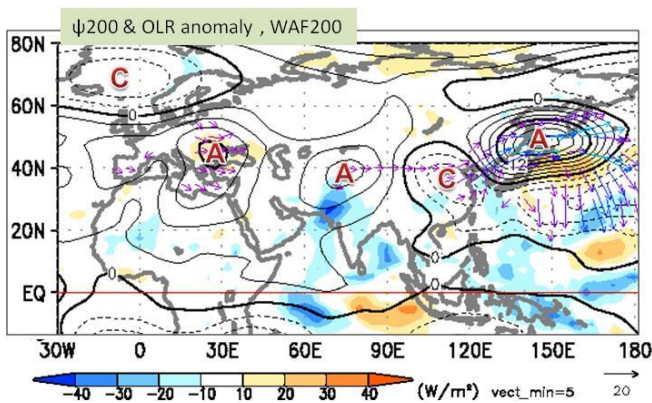 ψ200 & OLR anomaly , WAF200
80N
60N
40N
20N
EQ
C
A
A
C
A
0
0
0
0
0
30W 0 30E 60E 90E 120E 150E 180
-40 -30 -20 -10 10 20 30 40 (W/m²) vect_min=5 20